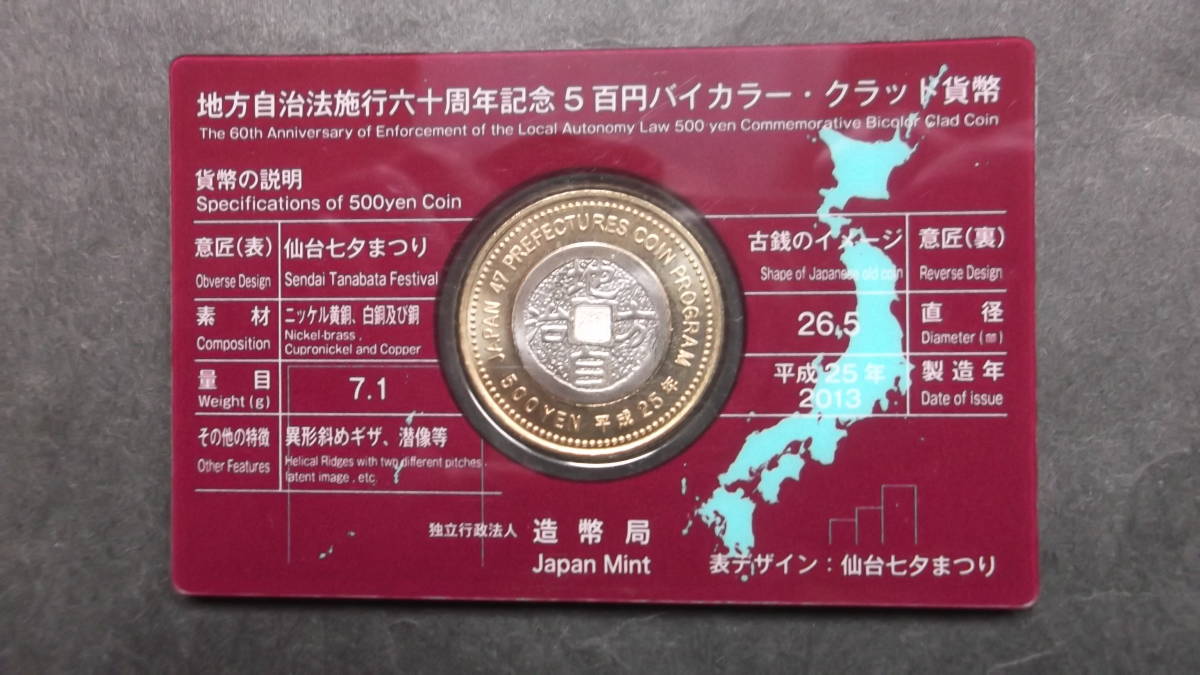 地方自治法施行六十周年記念5百円バイカラー・クラッド貨幣
The 60th Anniversary of Enforcement of the Local Autonomy Law 500 yen Commemorative Bicolor Clad Coin
貨幣の説明
Specifications of 500yen Coin
意匠(表) 仙台七夕まつり
Obverse Design Sendai Tanabata Festival
素材 ニッケル黄銅、白銅及び銅
Composition Nickel-brass, Cupronickel and Copper
量目 7.1
Weight(g)
その他の特徴 異形斜めギザ、潜像等
Other Features Helical Ridges with two different pitches, latent image, etc.
JAPAN 47 PREFECTURES COIN PROGRAM
500 YEN 平成25年
古銭のイメージ 意匠(裏)
Shape of Japanese old coin Reverse Design
26.5 直径
Diameter(㎜)
平成25年 製造年
2013 Date of issue
独立行政法人 造幣局
Japan Mint
表デザイン:仙台七夕まつり